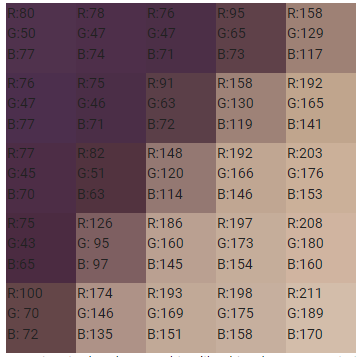 R:80 R:78 R:76 R:95 R:158
G:50 G:47 G:47 G:65 G:129
B:77 B:74 B:71 B:73 B:117
R:76 R:75 R:91 R:158 R:192
G:47 G:46 G:63 G:130 G:165
B:77 B:71 B:72 B:119 B:141
R:77 R:82 R:148 R:192 R:203
G:45 G:51 G:120 G:166 G:176
B:70 B:63 B:114 B:146 B:153
R:75 R:126 R:186 R:197 R:208
G:43 G: 95 G:160 G:173 G:180
B:65 B: 97 B:145 B:154 B:160
R:100 R:174 R:193 R:198 R:211
G: 70 G:146 G:169 G:175 G:189
B: 72 B:135 B:151 B:158 B:170